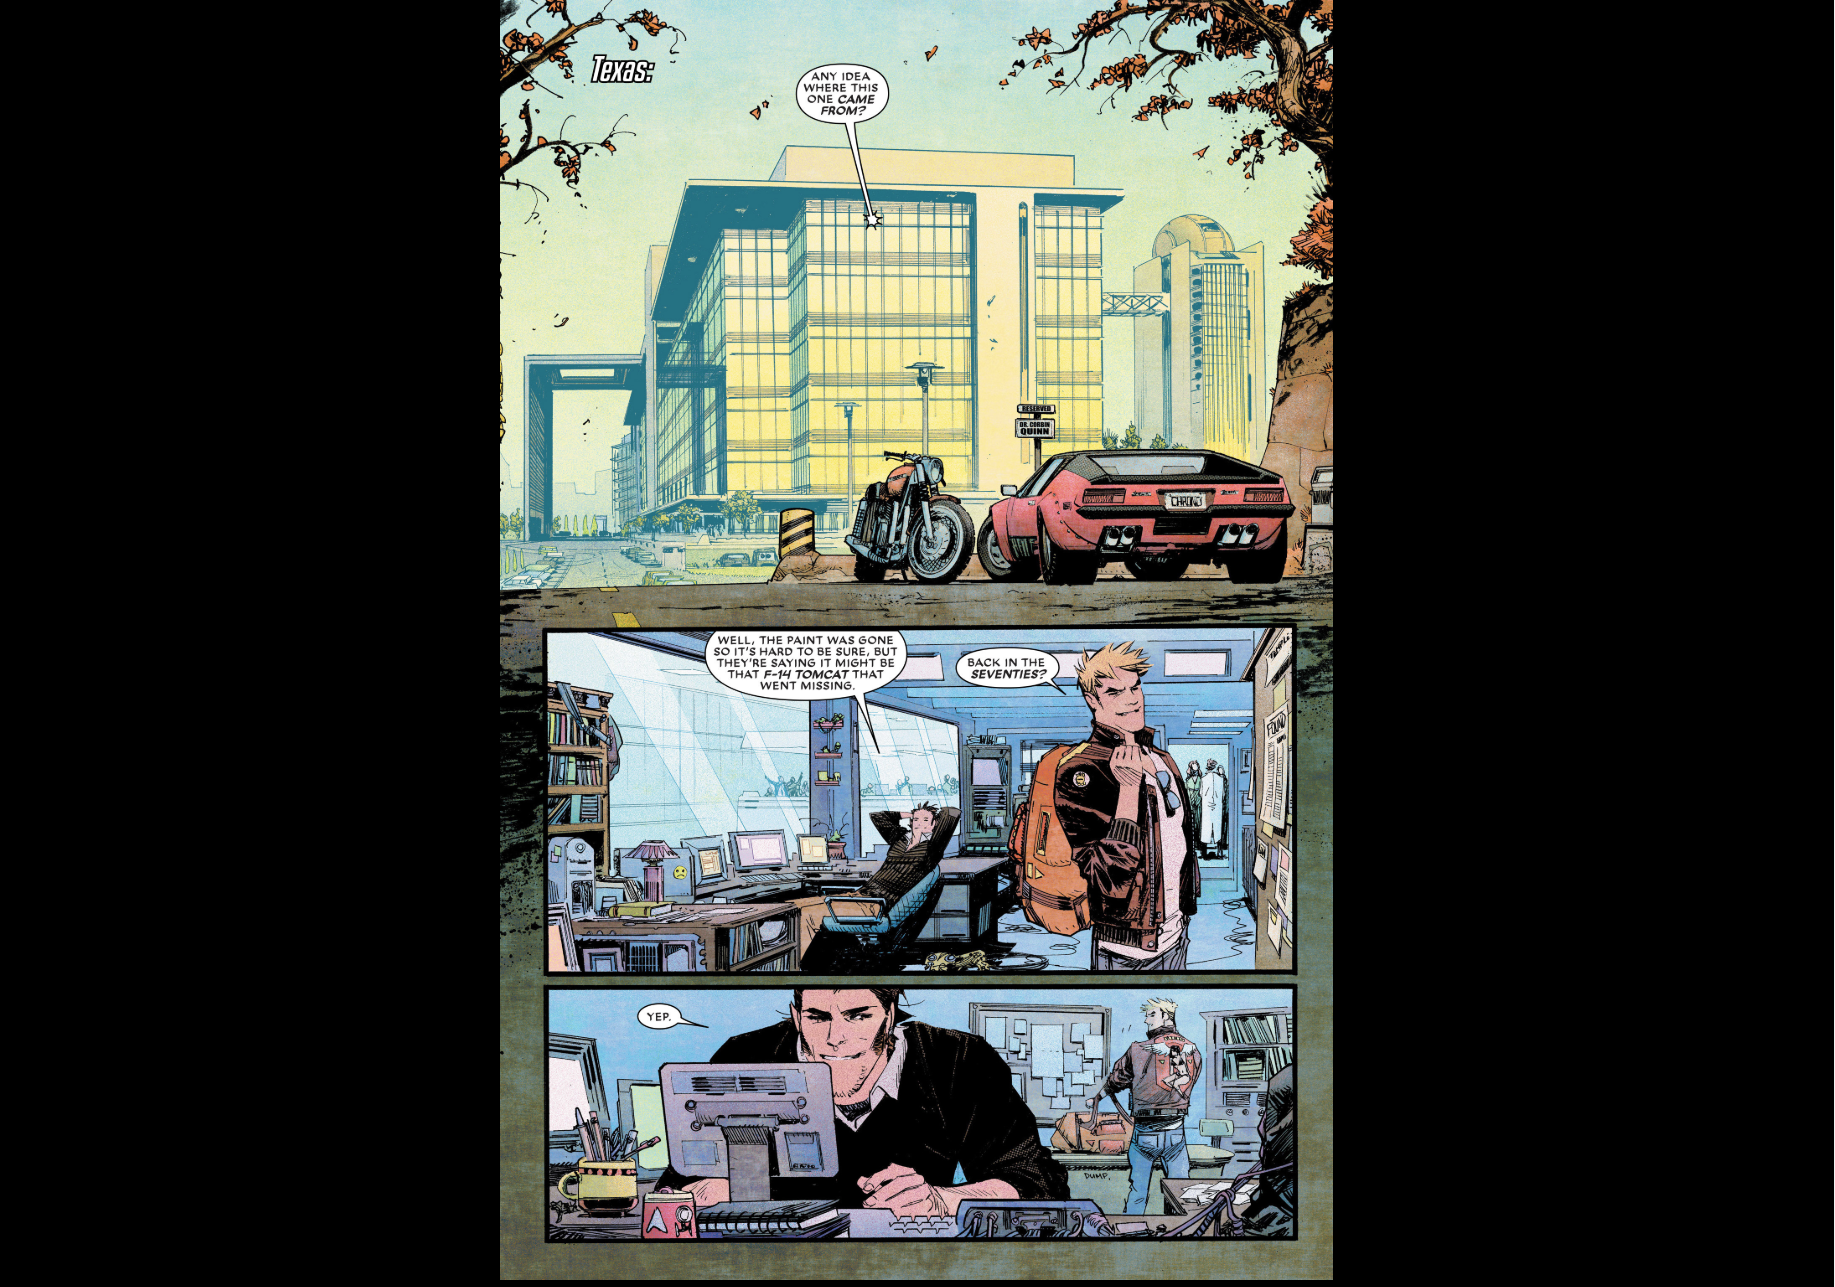 Texas:
ANY IDEA
WHERE THIS
ONE CAME
FROM?
RESERVED
DR. CORBIN
QUINN
CHRONO
WELL, THE PAINT WAS GONE
SO IT'S HARD TO BE SURE, BUT
THEY'RE SAYING IT MIGHT BE
THAT F-14 TOMCAT THAT
WENT MISSING.
BACK IN THE
SEVENTIES?
FOUND
YEP.
DUMP,